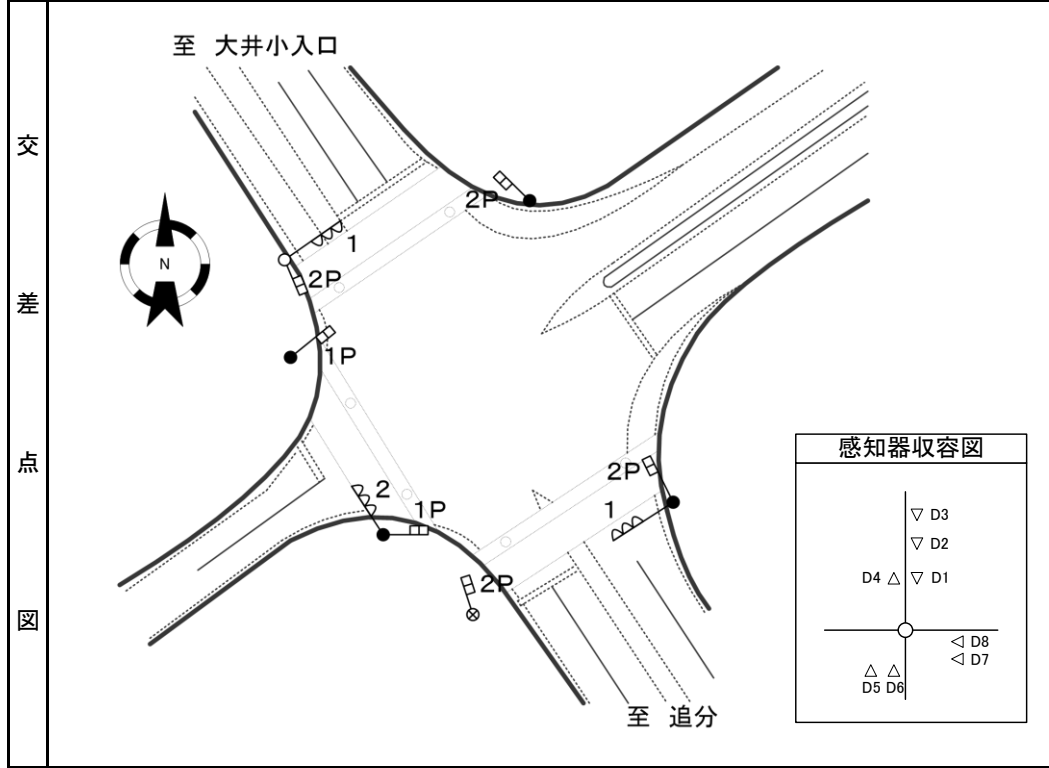 交差点図
至 大井小入口
2P
1
2P
N
1P
2
1P
2P
1
2P
至 追分
感知器収容図
D3
D2
D4 D1
D8
D7
D5 D6